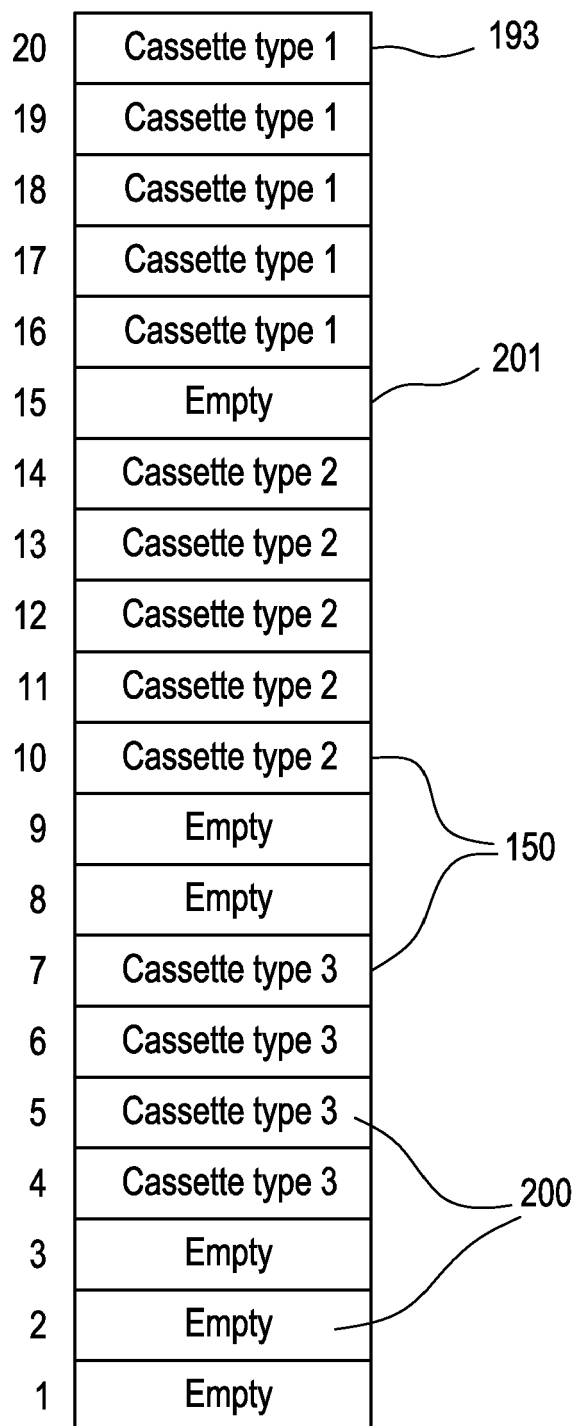 20 Cassette type 1 193
19 Cassette type 1
18 Cassette type 1
17 Cassette type 1
16 Cassette type 1
201
15 Empty
14 Cassette type 2
13 Cassette type 2
12 Cassette type 2
11 Cassette type 2
10 Cassette type 2
9 Empty
150
8 Empty
7 Cassette type 3
6 Cassette type 3
5 Cassette type 3
4 Cassette type 3
200
3 Empty
2 Empty
1 Empty